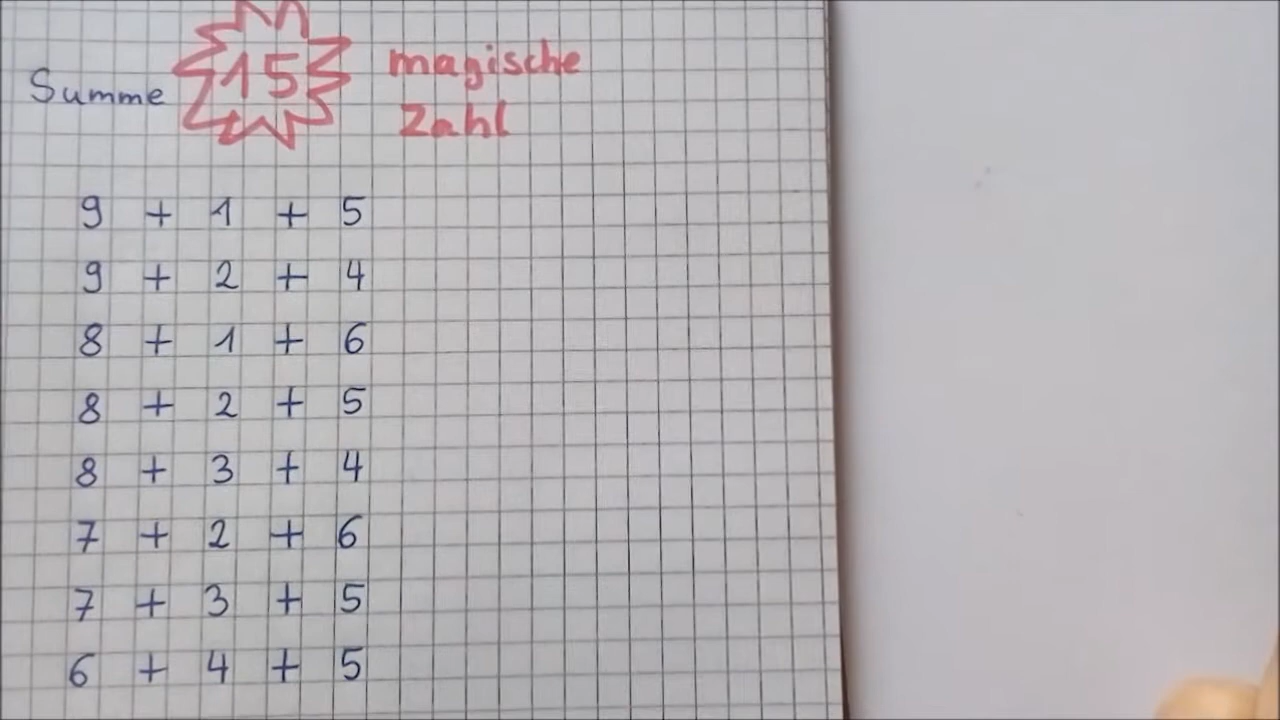 Summe 15 magische
Zahl
9 + 1 + 5
9 + 2 + 4
8 + 1 + 6
8 + 2 + 5
8 + 3 + 4
7 + 2 + 6
7 + 3 + 5
6 + 4 + 5